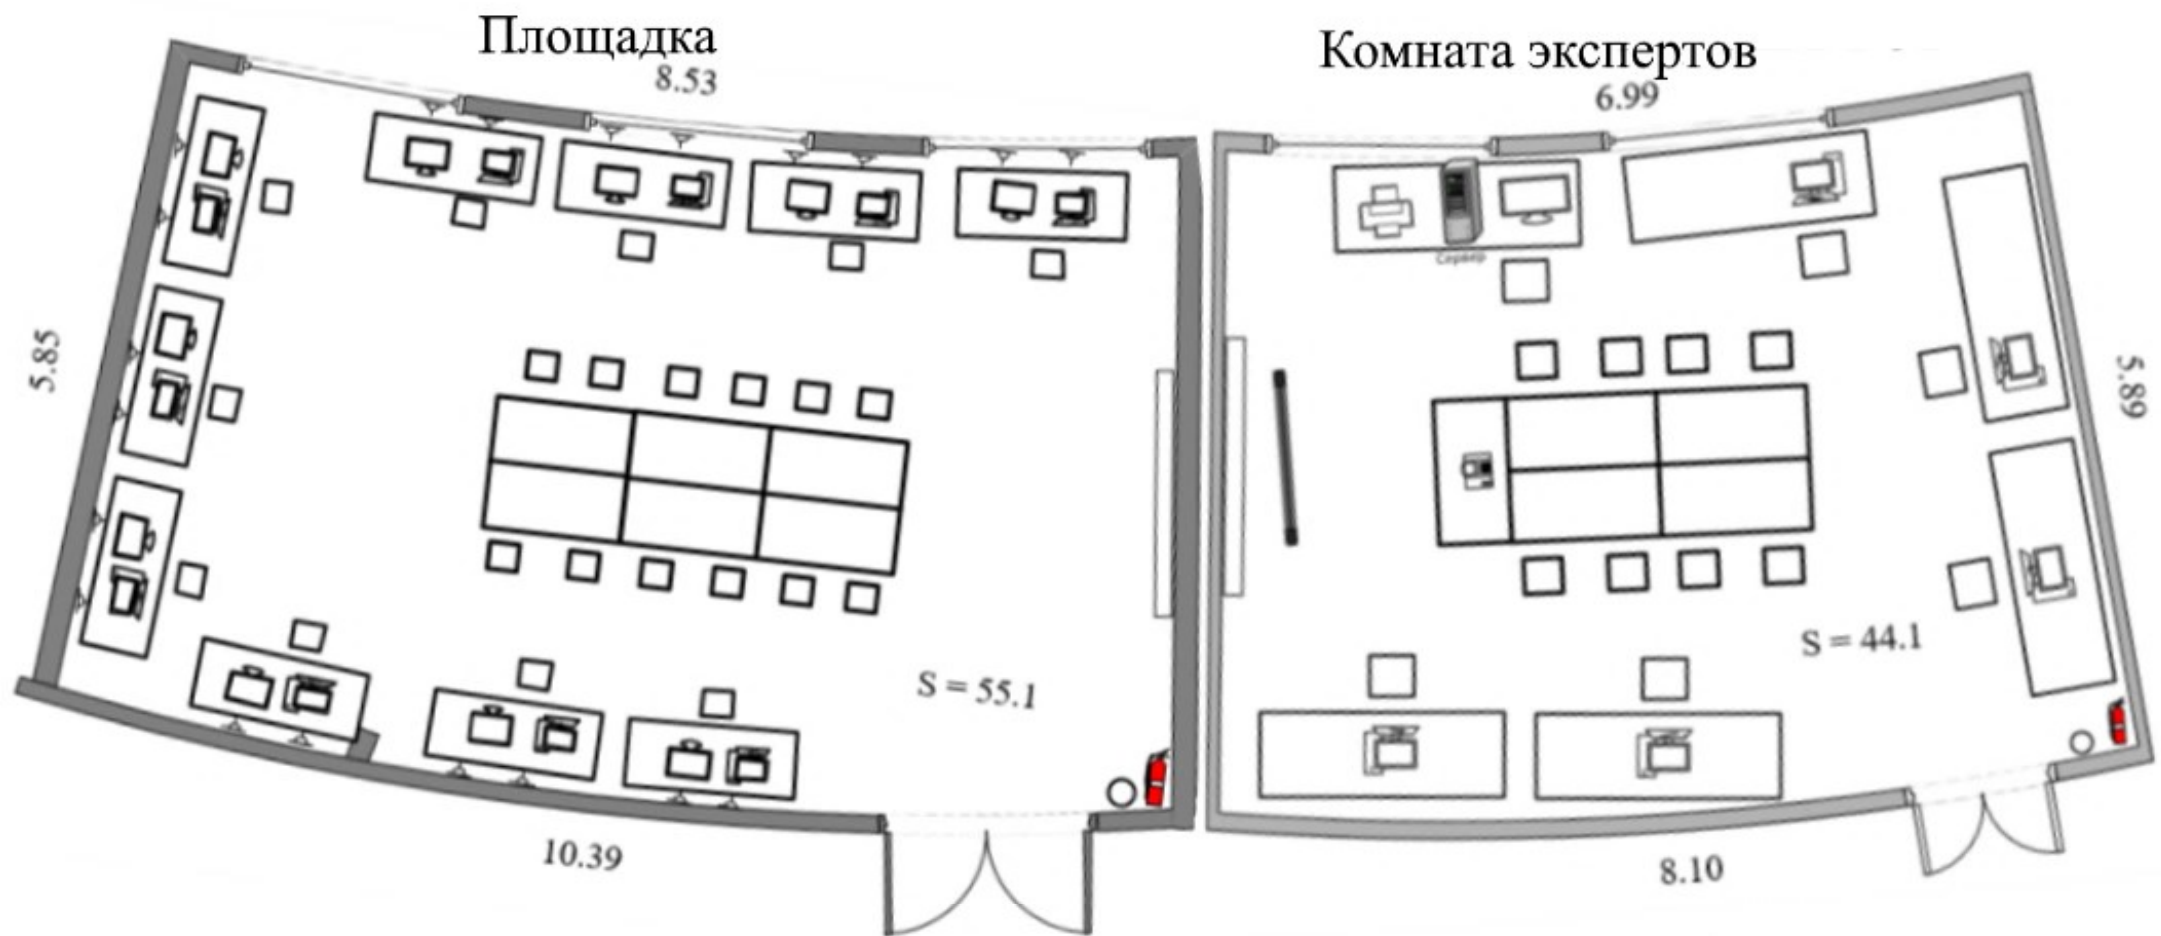 Площадка
8.53
Комната экспертов
6.99
5.85
Сервер
5.89
S = 55.1
S = 44.1
10.39
8.10